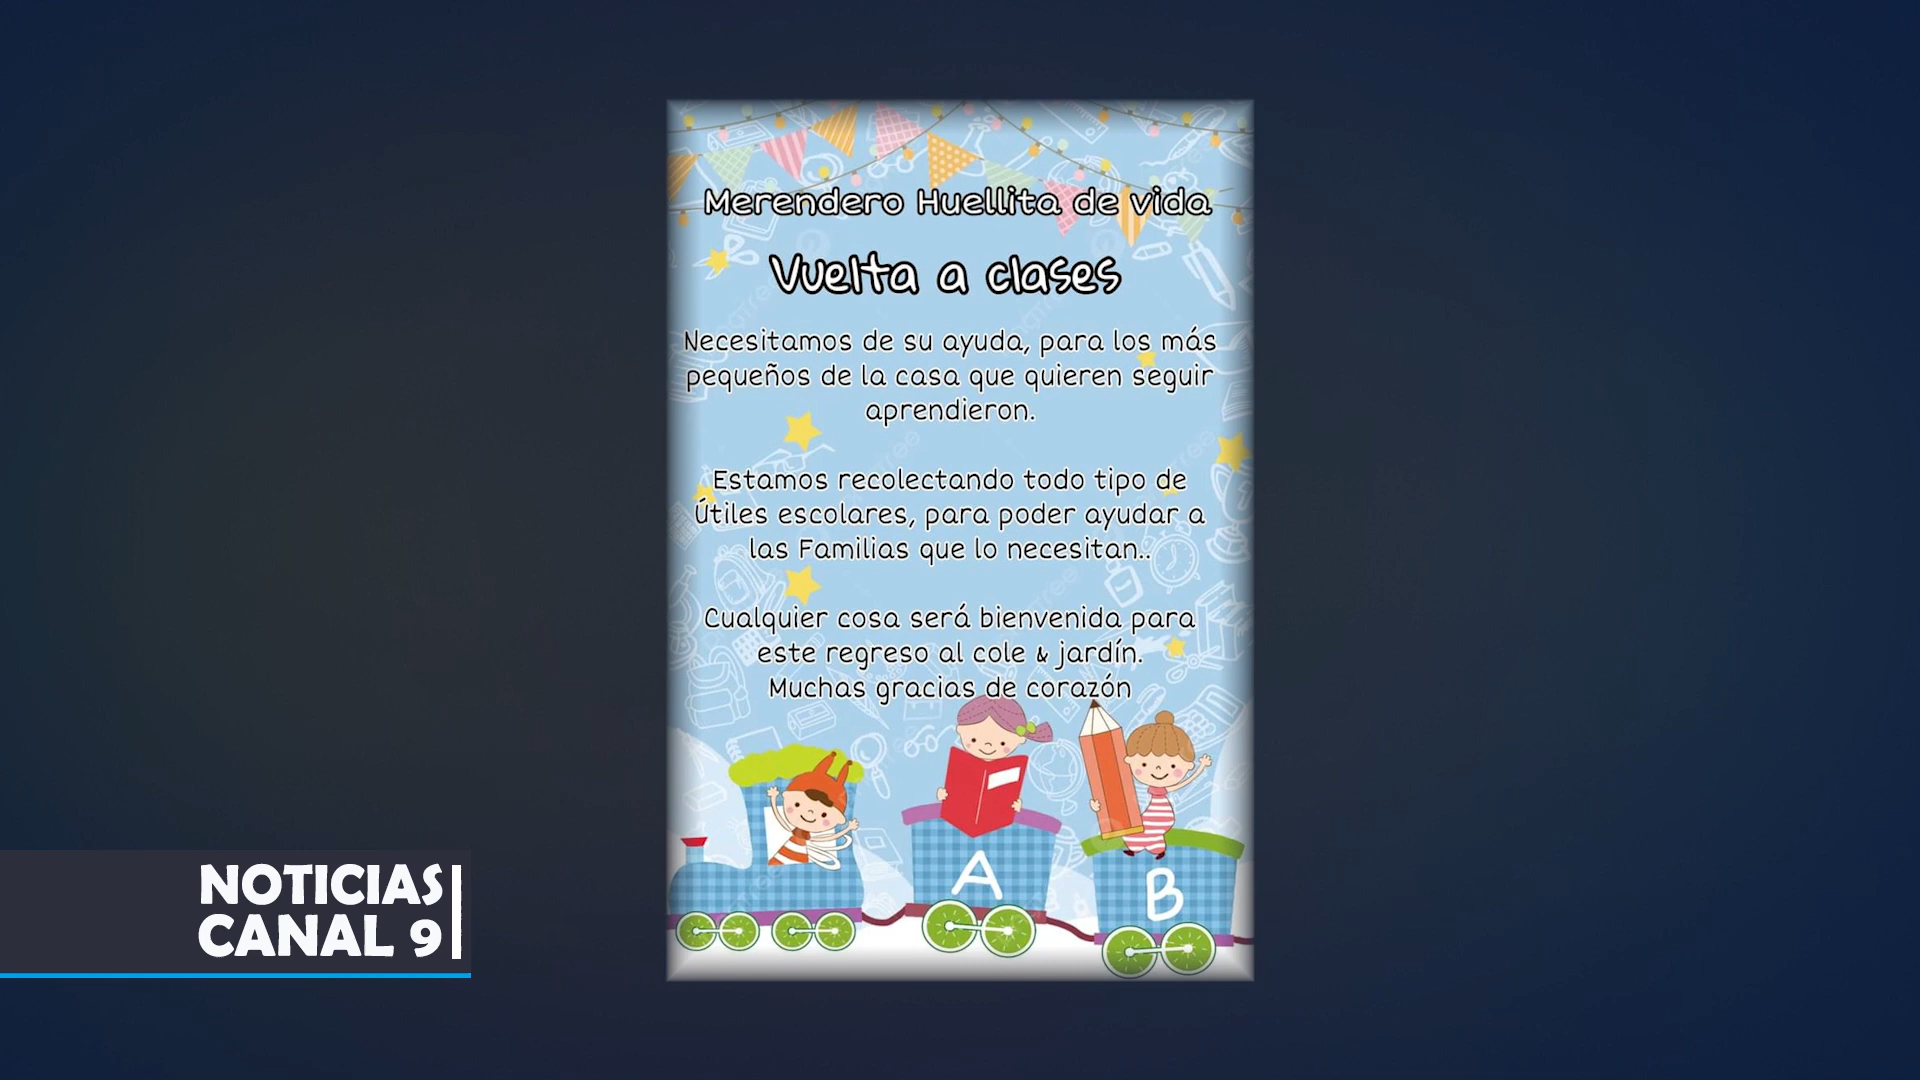 Merendero Huellita de vida
Vuelta a clases
Necesitamos de su ayuda, para los más
pequeños de la casa que quieren seguir
aprendieron.
Estamos recolectando todo tipo de
Útiles escolares, para poder ayudar a
las Familias que lo necesitan..
Cualquier cosa será bienvenida para
este regreso al cole & jardín.
Muchas gracias de corazón
A
B
NOTICIAS
CANAL 9